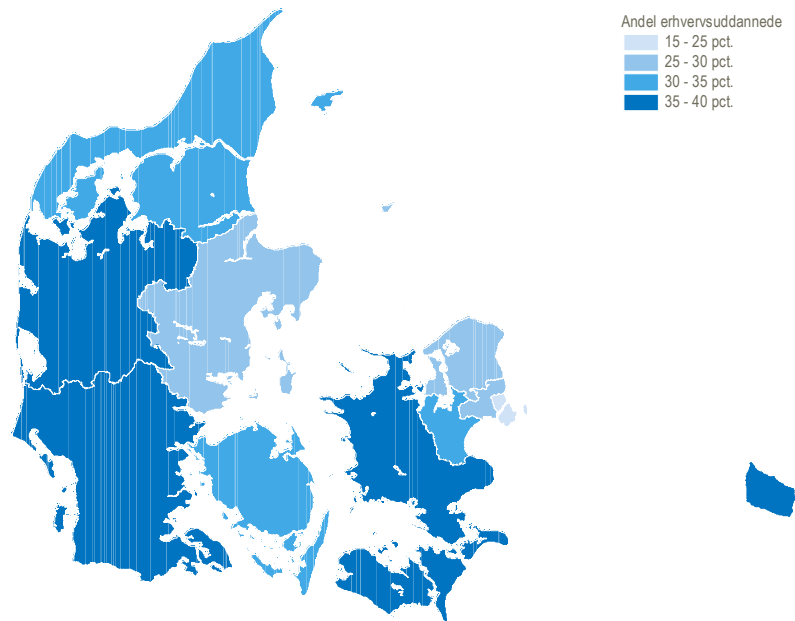 Andel erhvervsuddannede
15 - 25 pct.
25 - 30 pct.
30 - 35 pct.
35 - 40 pct.